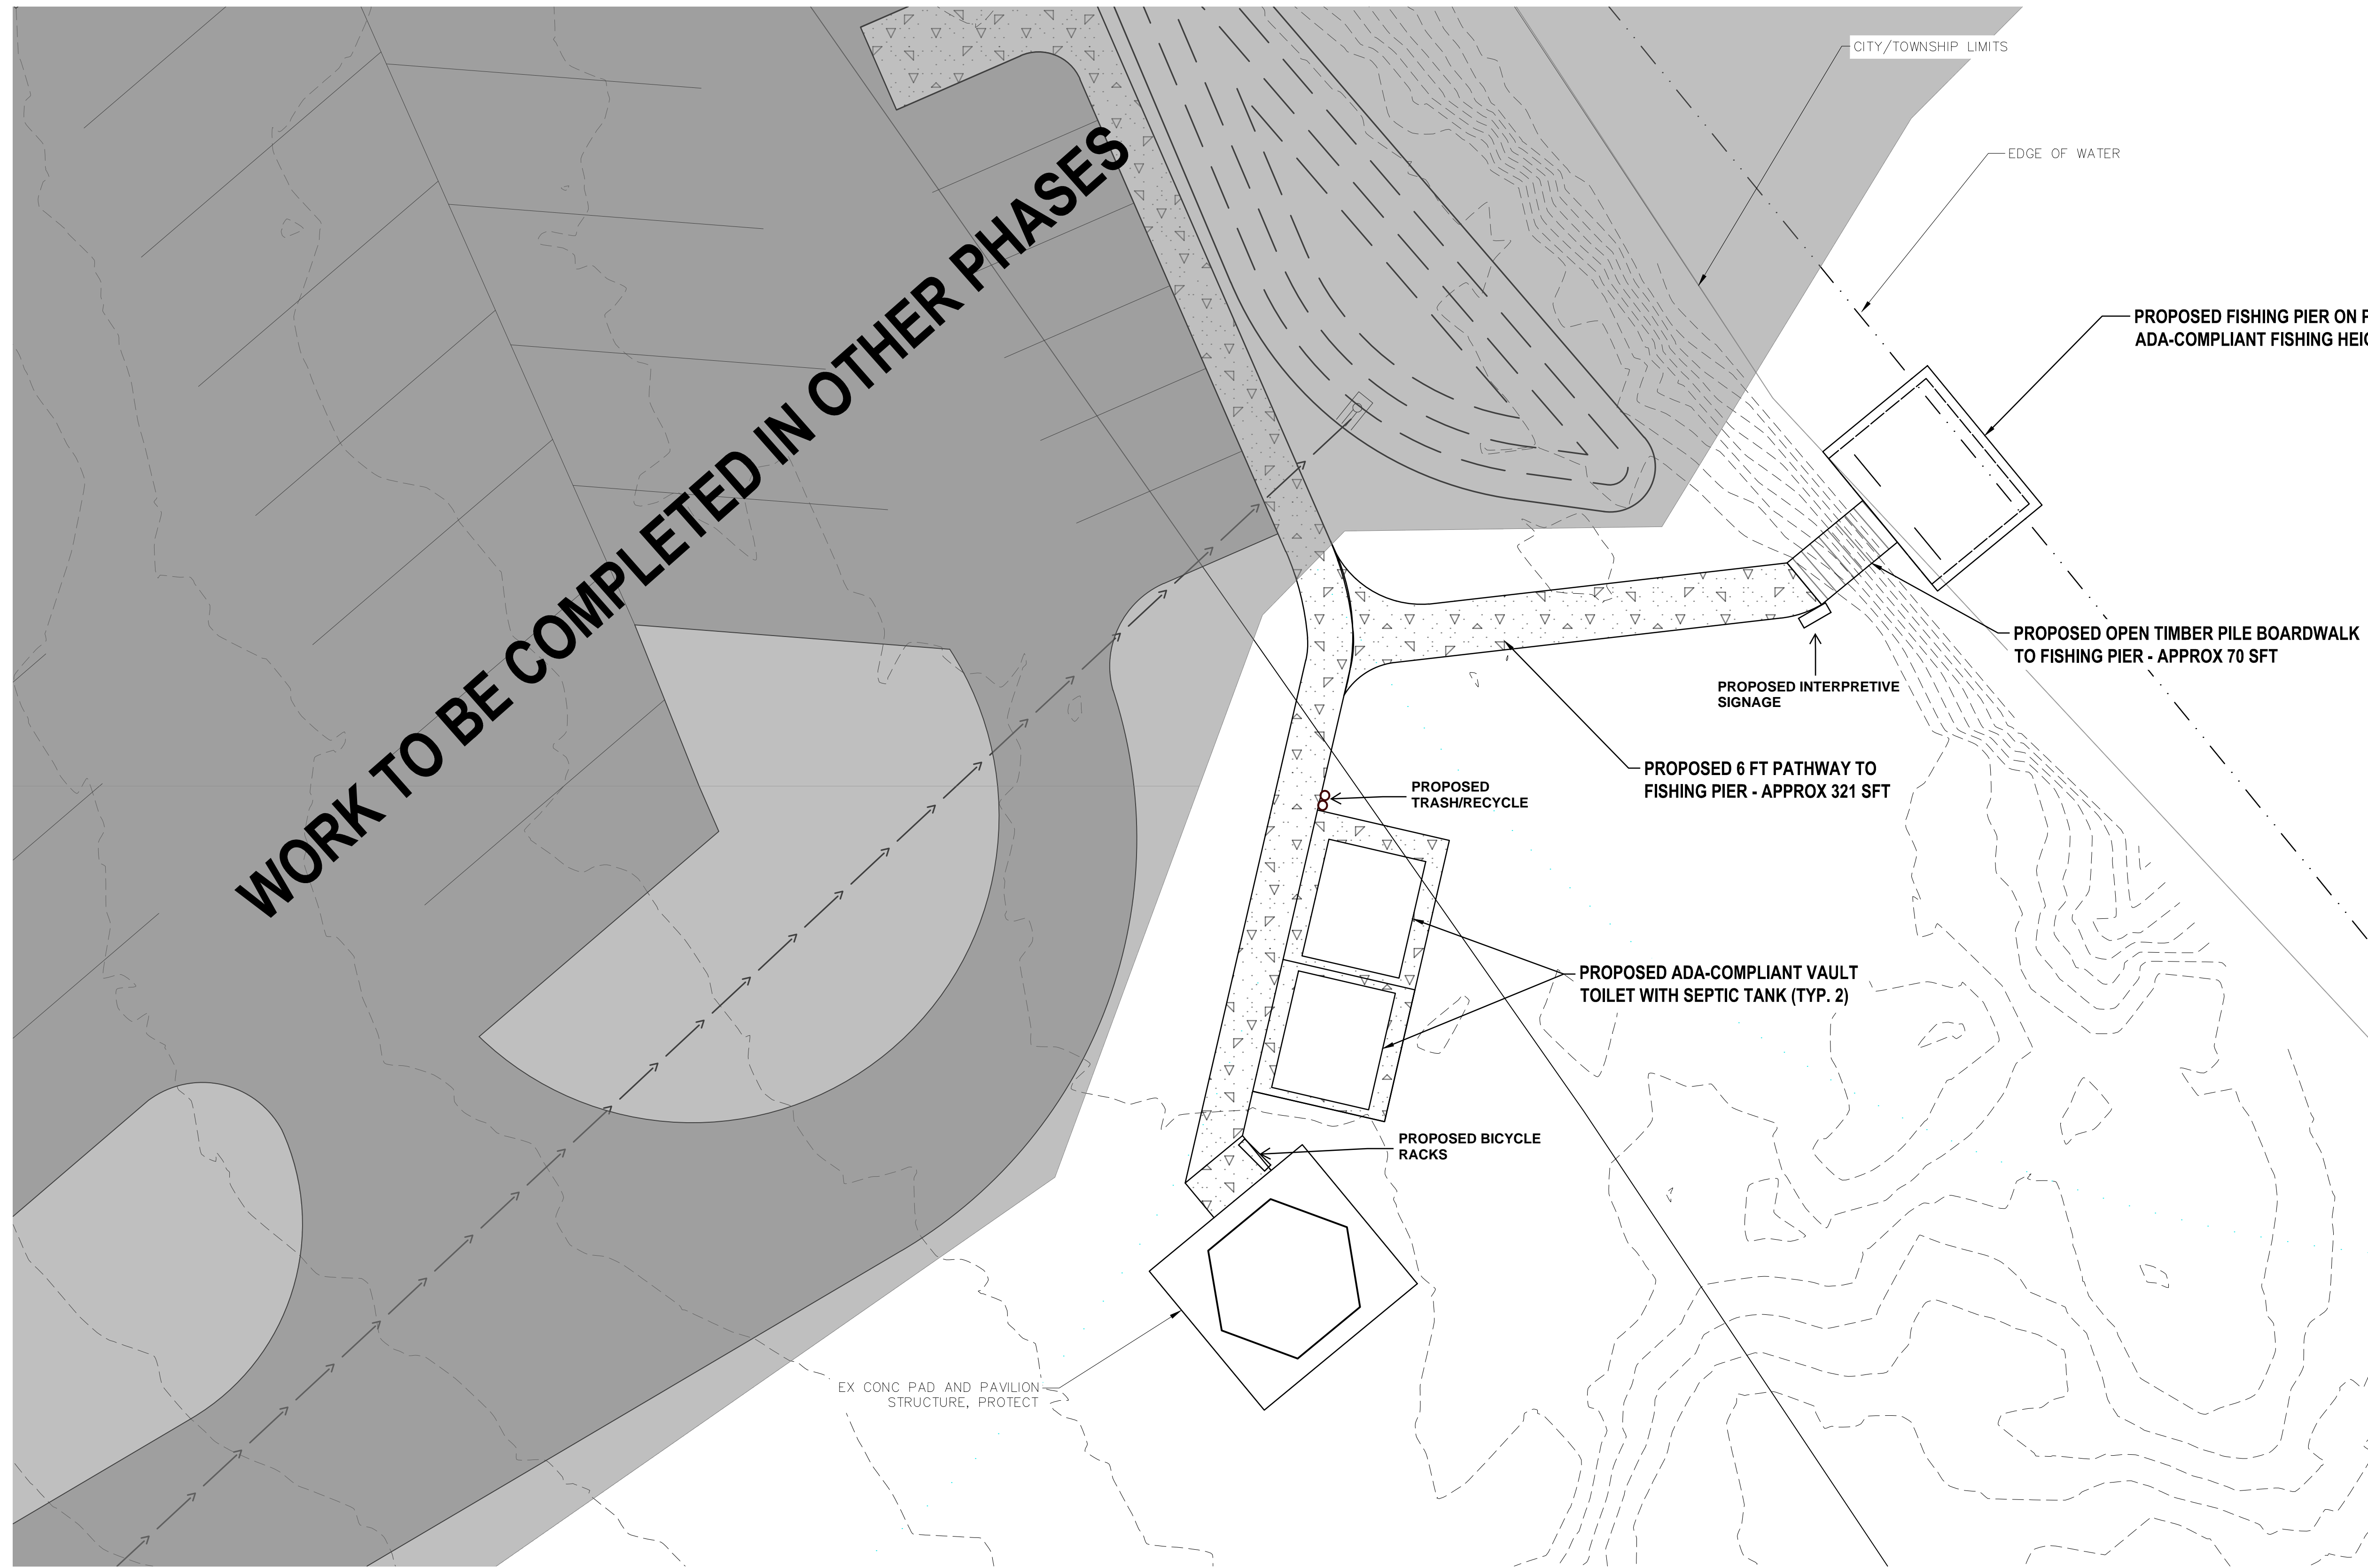 CITY/TOWNSHIP LIMITS
EDGE OF WATER
PROPOSED FISHING PIER ON
ADA-COMPLIANT FISHING
WORK TO BE COMPLETED IN OTHER PHASES
PROPOSED OPEN TIMBER PILE BOARDWALK
TO FISHING PIER - APPROX 70 SFT
PROPOSED INTERPRETIVE
SIGNAGE
PROPOSED 6 FT PATHWAY TO
FISHING PIER - APPROX 321 SFT
PROPOSED
TRASH/RECYCLE
PROPOSED ADA-COMPLIANT VAULT
TOILET WITH SEPTIC TANK (TYP. 2)
PROPOSED BICYCLE
RACKS
EX CONC PAD AND PAVILION
STRUCTURE, PROTECT